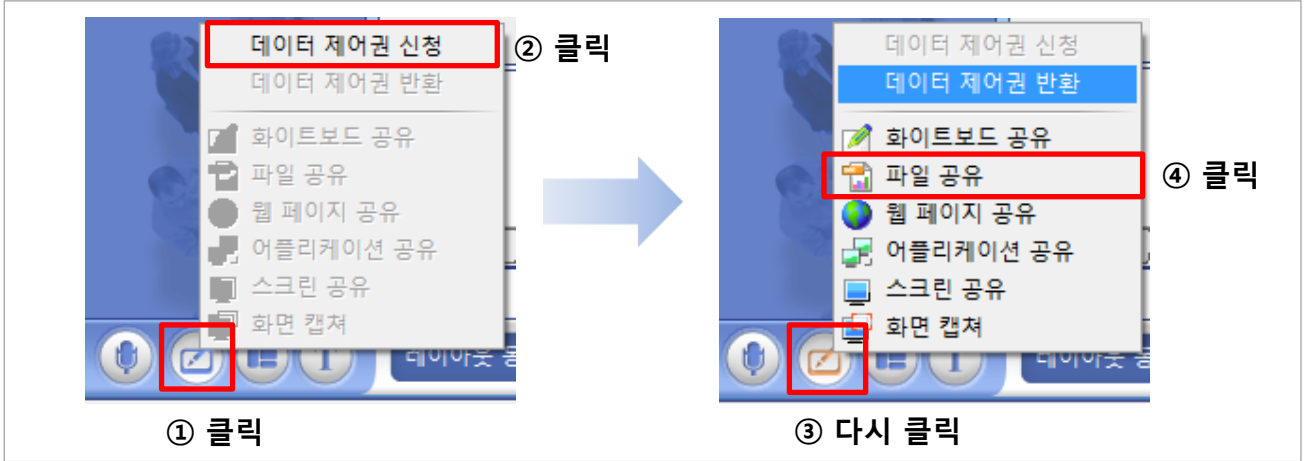 데이터 제어권 신청
② 클릭
데이터 제어권 반환
화이트보드 공유
파일 공유
웹 페이지 공유
어플리케이션 공유
스크린 공유
화면 캡쳐
① 클릭
데이터 제어권 신청
데이터 제어권 반환
화이트보드 공유
파일 공유
④ 클릭
웹 페이지 공유
어플리케이션 공유
스크린 공유
화면 캡쳐
③ 다시 클릭